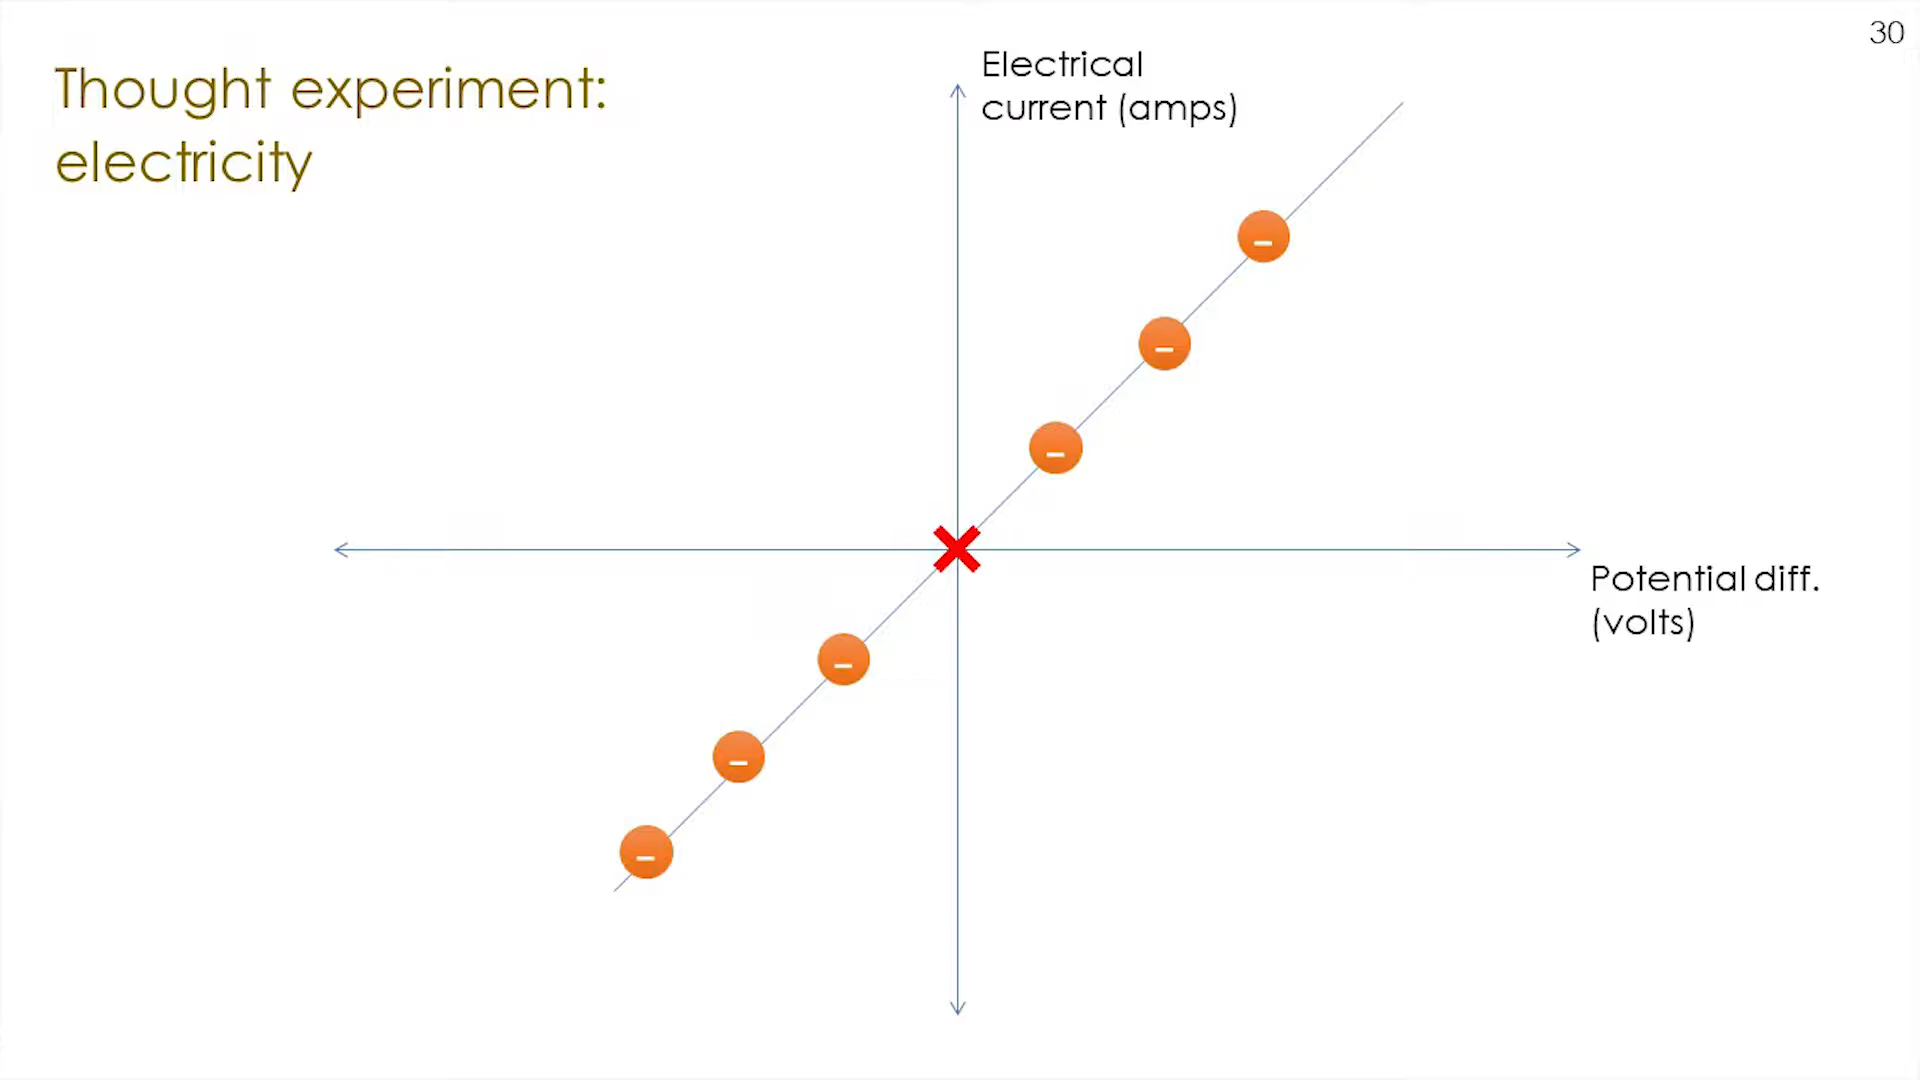 30
Thought experiment:
electricity
Electrical
current (amps)
–
–
–
Potential diff.
(volts)
–
–
–